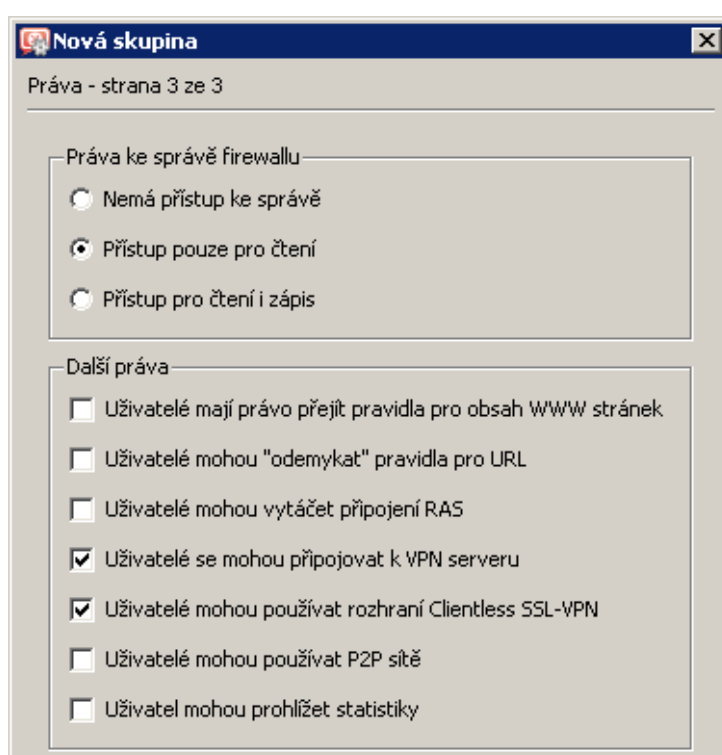 Nová skupina
Práva - strana 3 ze 3
Práva ke správě firewallu
Nemá přístup ke správě
Přístup pouze pro čtení
Přístup pro čtení i zápis
Další práva
Uživatelé mají právo přejít pravidla pro obsah WWW stránek
Uživatelé mohou "odemykat" pravidla pro URL
Uživatelé mohou vytáčet připojení RAS
Uživatelé se mohou připojovat k VPN serveru
Uživatelé mohou používat rozhraní Clientless SSL-VPN
Uživatelé mohou používat P2P sítě
Uživatel mohou prohlížet statistiky